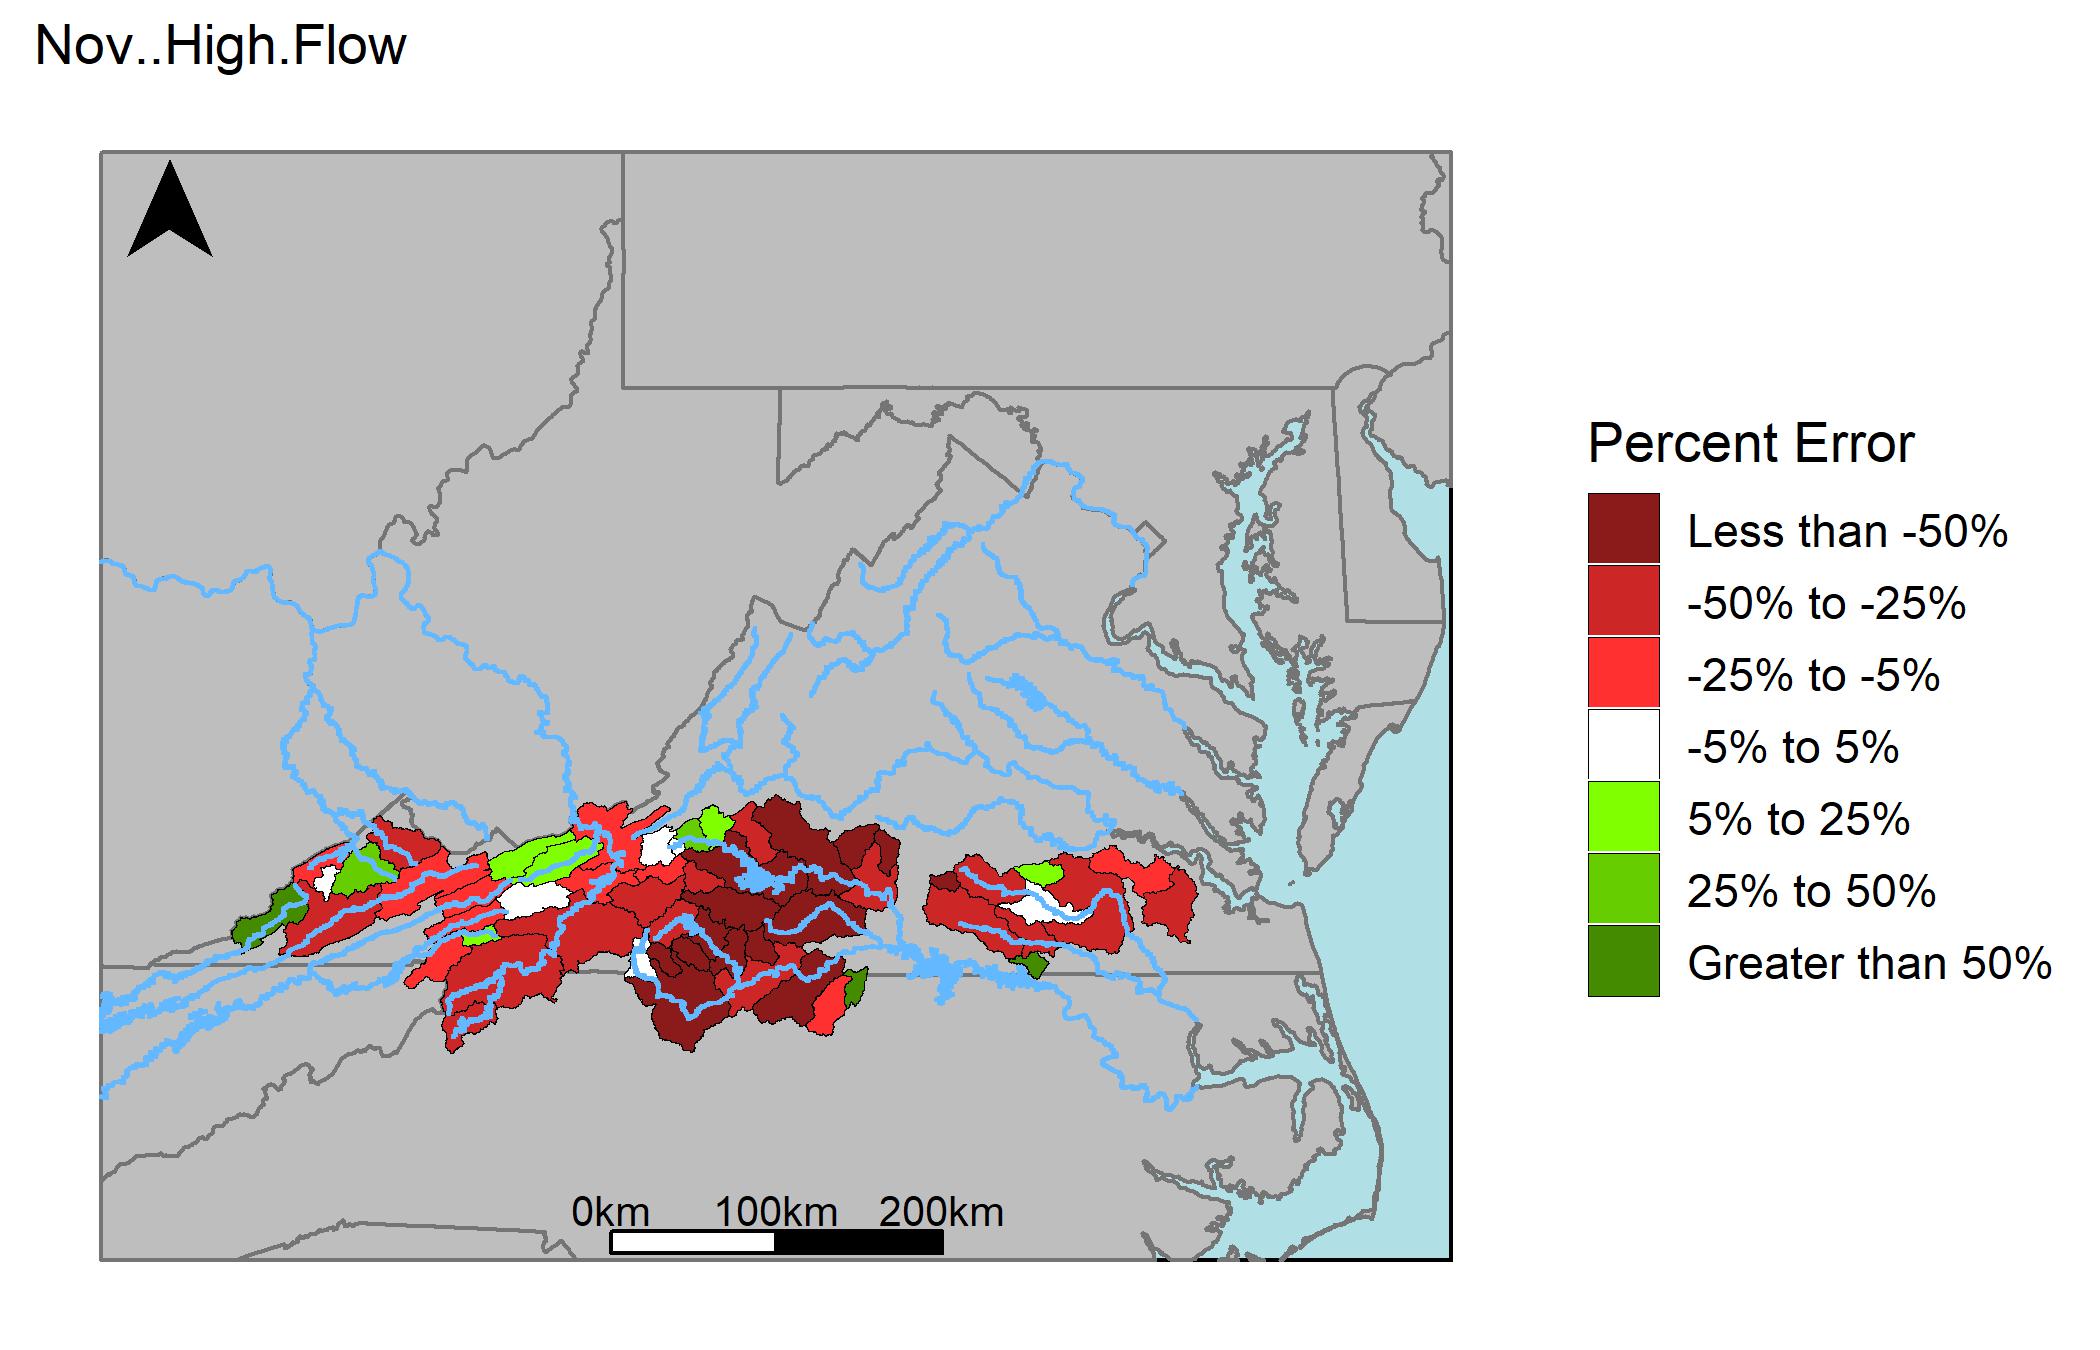 Nov..High.Flow
Percent Error
Less than -50%
-50% to -25%
-25% to -5%
-5% to 5%
5% to 25%
25% to 50%
Greater than 50%
0km 100km 200km